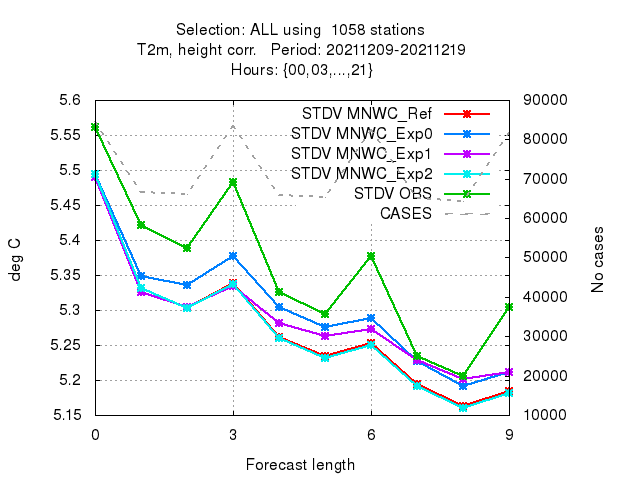 Selection: ALL using  1058 stations
T2m, height corr.   Period: 20211209-20211219
Hours: {00,03,...,21}
STDV MNWC_Ref
STDV MNWC_Exp0
STDV MNWC_Exp1
STDV MNWC_Exp2
STDV OBS
CASES
deg C
5.6
5.55
5.5
5.45
5.4
5.35
5.3
5.25
5.2
5.15
90000
80000
70000
60000
50000
40000
30000
20000
10000
No cases
0
3
6
9
Forecast length